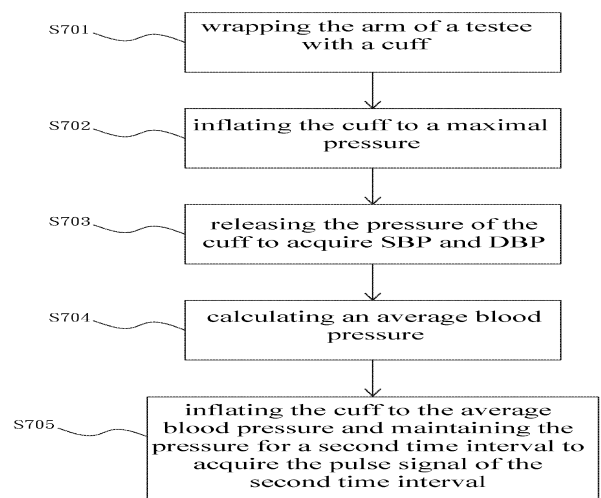 S701
wrapping the arm of a testee
with a cuff
S702
inflating the cuff to a maximal
pressure
S703
releasing the pressure of the
cuff to acquire SBP and DBP
S704
calculating an average blood
pressure
S705
inflating the cuff to the average
blood pressure and maintaining the
pressure for a second time interval to
acquire the pulse signal of the
second time interval